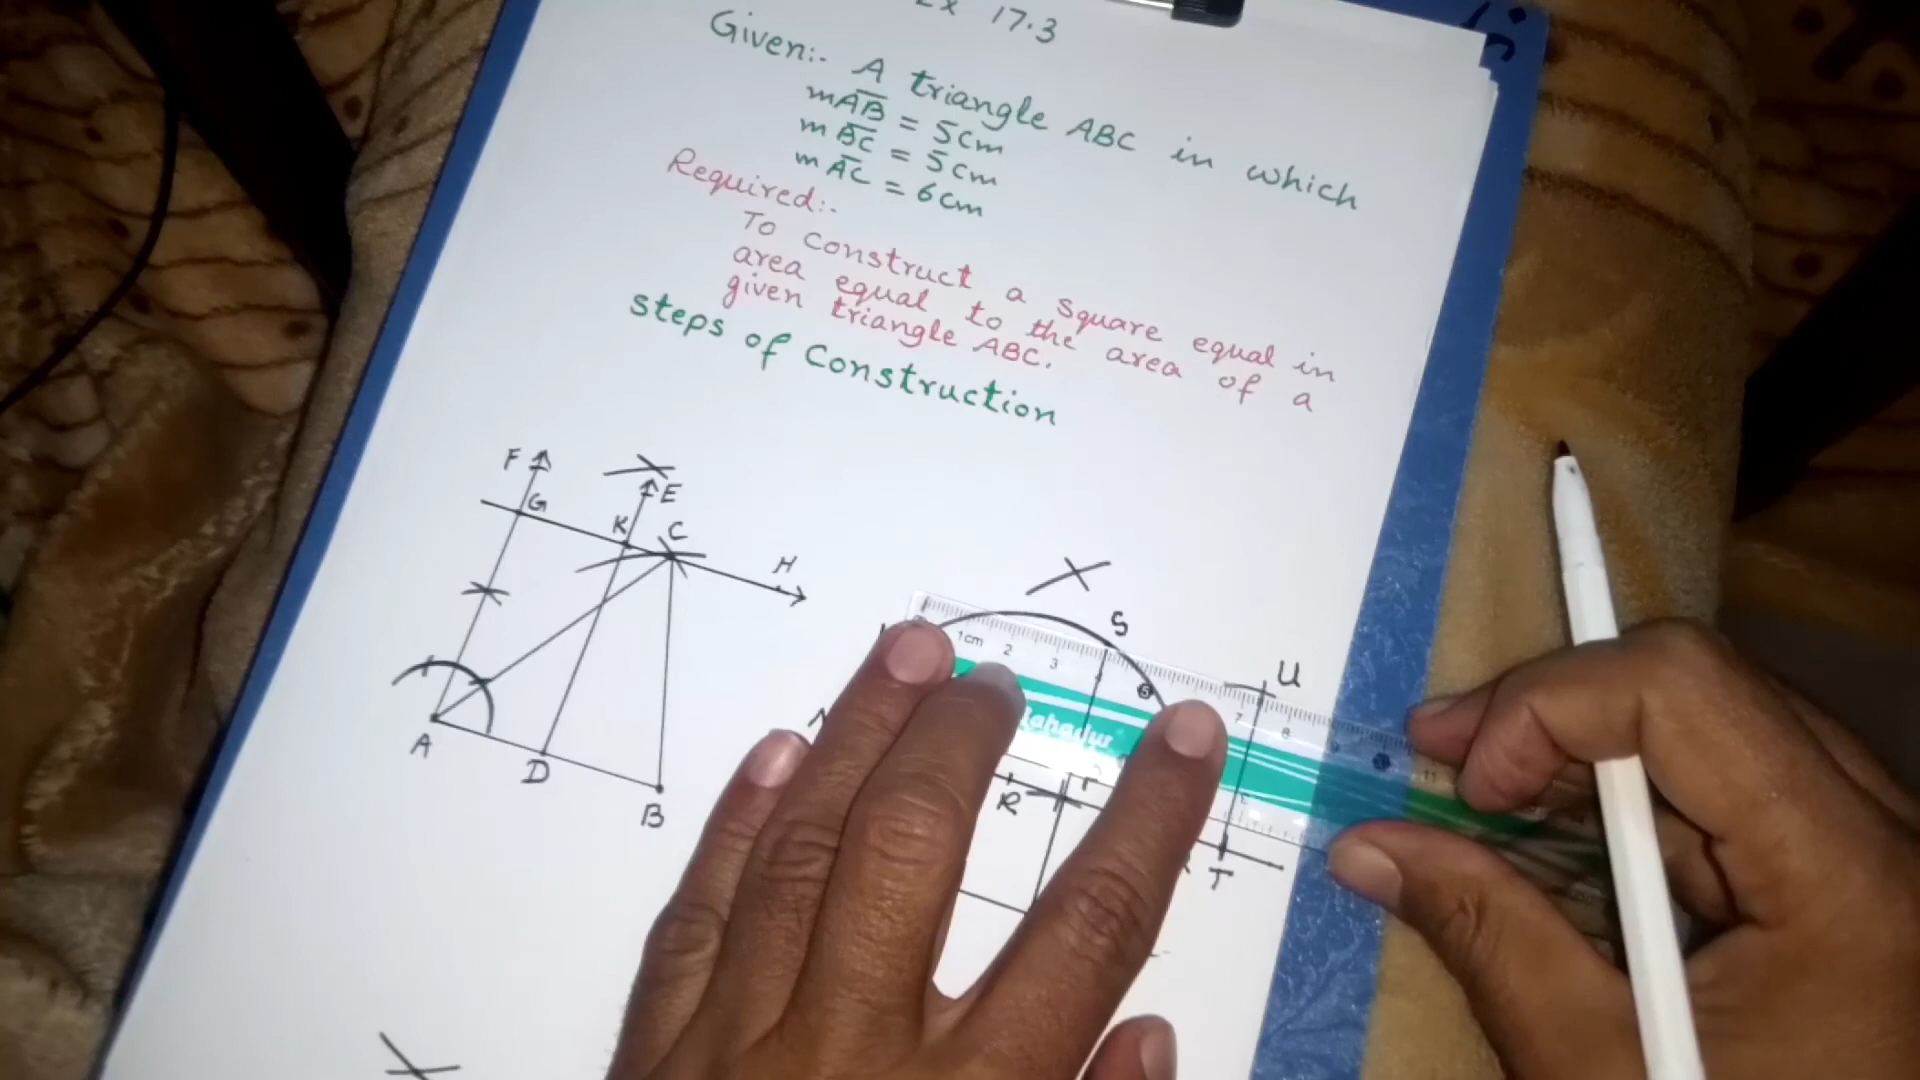 Ex 17.3
Given:- A triangle ABC in which
mAB = 5cm
mBC = 5cm
mAC = 6cm
Required:-
To construct a square equal in
area equal to the area of a
given triangle ABC.
steps of Construction
F
E
G
K
C
H
A
D
B
S
U
1cm 2 3 5 7 8 11
Bahadur
R
T